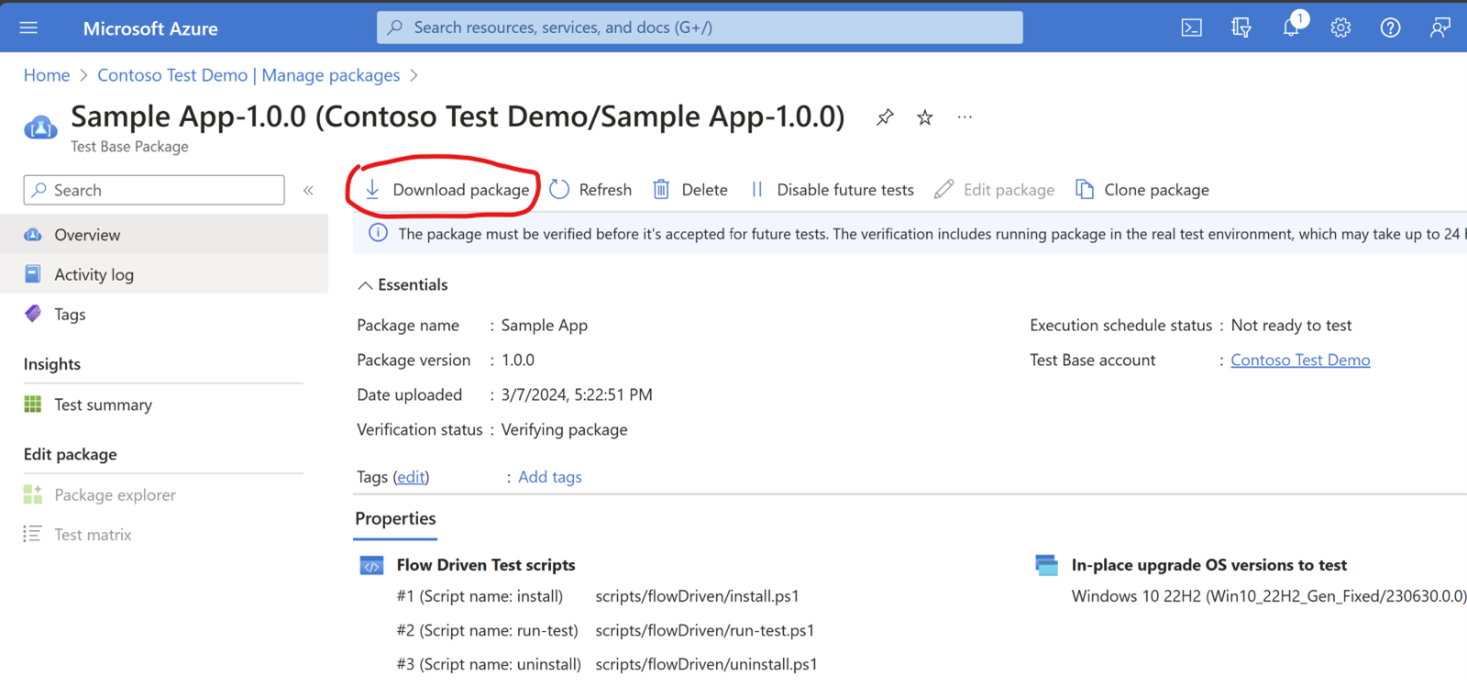 Microsoft Azure
Search resources, services, and docs (G+/)
1
Home > Contoso Test Demo | Manage packages >
Sample App-1.0.0 (Contoso Test Demo/Sample App-1.0.0) ...
Test Base Package
Search «
Download package Refresh Delete Disable future tests Edit package Clone package
The package must be verified before it's accepted for future tests. The verification includes running package in the real test environment, which may take up to 24
Overview
Activity log
Tags
Insights
Test summary
Edit package
Package explorer
Test matrix
Essentials
Package name : Sample App
Package version : 1.0.0
Date uploaded : 3/7/2024, 5:22:51 PM
Verification status : Verifying package
Tags (edit) : Add tags
Execution schedule status : Not ready to test
Test Base account : Contoso Test Demo
Properties
Flow Driven Test scripts
#1 (Script name: install) scripts/flowDriven/install.ps1
#2 (Script name: run-test) scripts/flowDriven/run-test.ps1
#3 (Script name: uninstall) scripts/flowDriven/uninstall.ps1
In-place upgrade OS versions to test
Windows 10 22H2 (Win10_22H2_Gen_Fixed/230630.0.0)